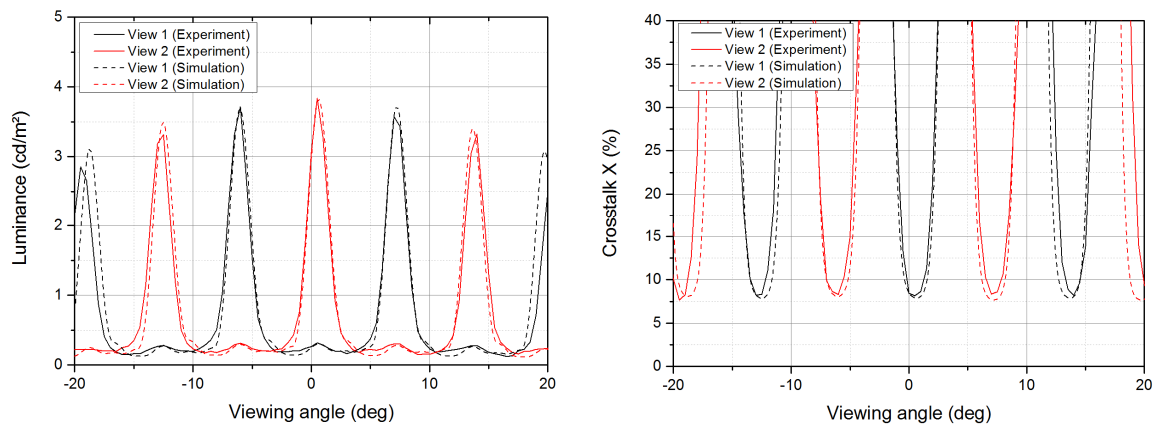 5
4
3
2
1
0
Luminance (cd/m²)
View 1 (Experiment)
View 2 (Experiment)
View 1 (Simulation)
View 2 (Simulation)
-20
-10
0
10
20
Viewing angle (deg)
40
35
30
25
20
15
10
5
0
Crosstalk X (%)
View 1 (Experiment)
View 2 (Experiment)
View 1 (Simulation)
View 2 (Simulation)
-20
-10
0
10
20
Viewing angle (deg)